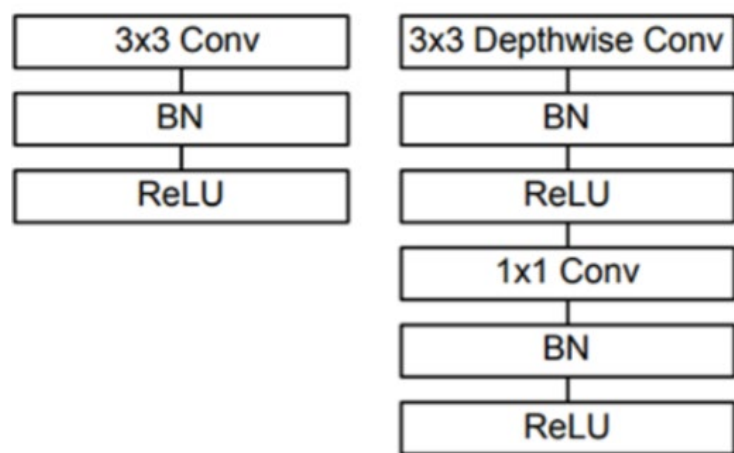 3x3 Conv
BN
ReLU
3x3 Depthwise Conv
BN
ReLU
1x1 Conv
BN
ReLU